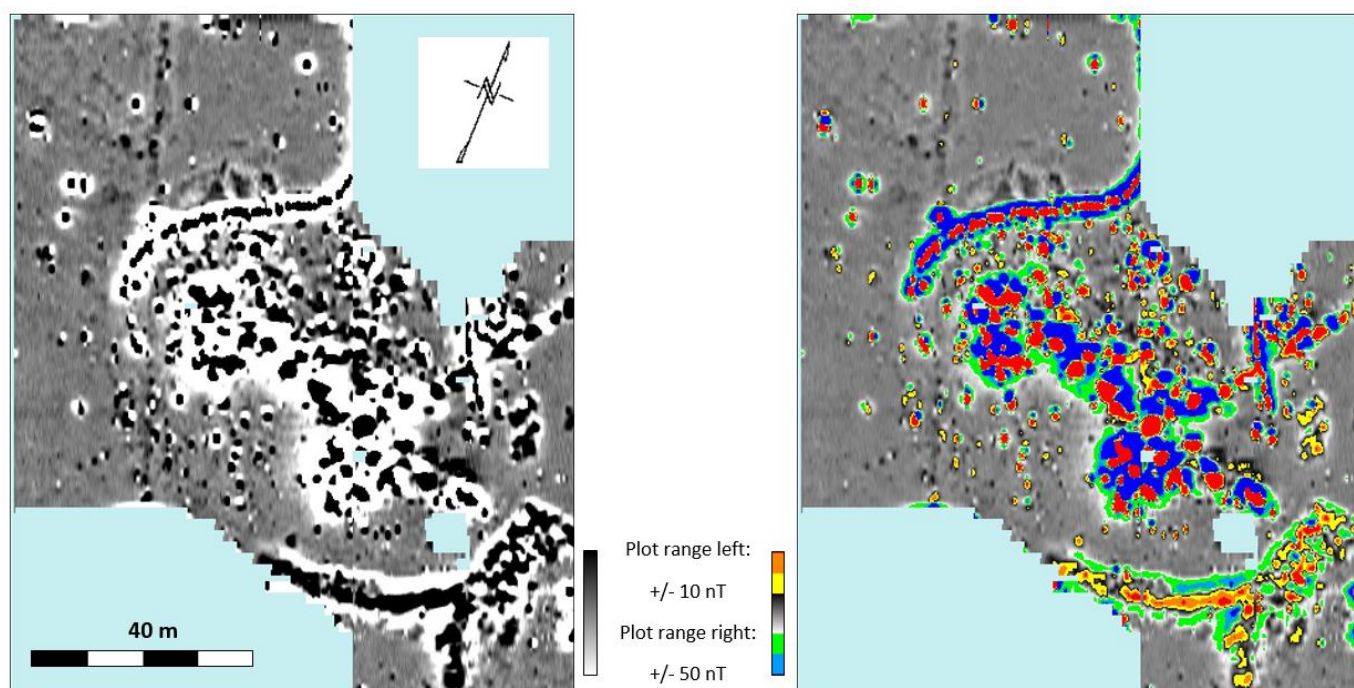 N
40 m
Plot range left:
+/- 10 nT
Plot range right:
+/- 50 nT